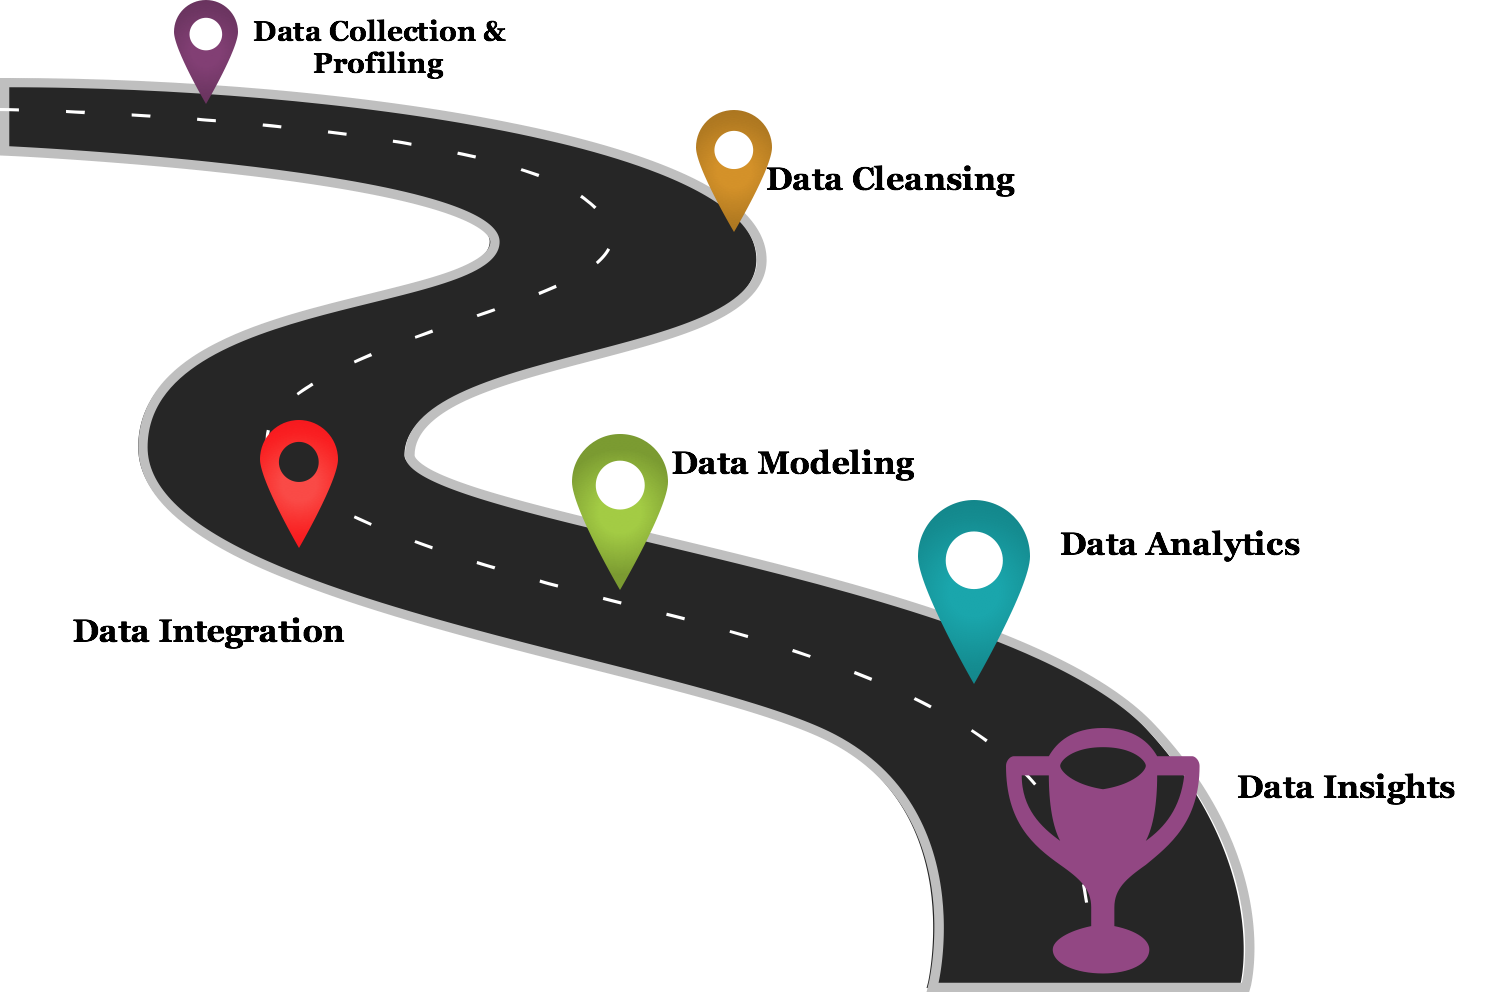 Data Collection &
Profiling
Data Cleansing
Data Modeling
Data Analytics
Data Integration
Data Insights